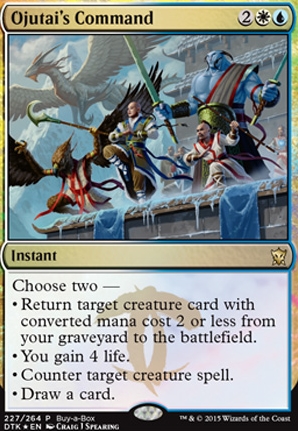 Ojutai's Command 2
Instant
Choose two —
• Return target creature card with
converted mana cost 2 or less from
your graveyard to the battlefield.
• You gain 4 life.
• Counter target creature spell.
• Draw a card.
227/264 P Buy-a-Box
DTK ★ EN Craig J Spearing
™ & © 2015 Wizards of the Coast